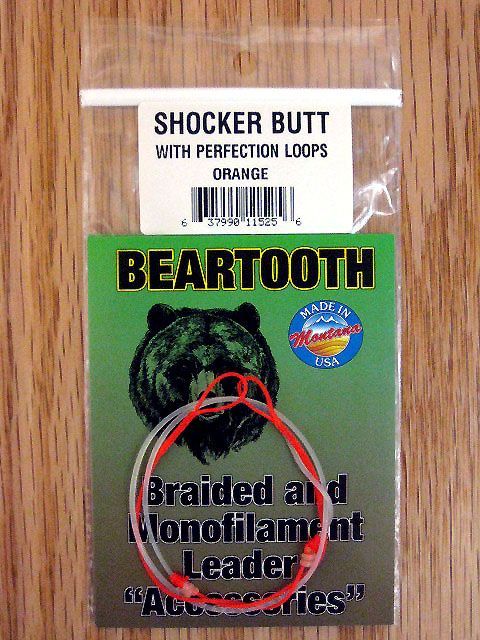 SHOCKER BUTT
WITH PERFECTION LOOPS
ORANGE
6 37990 11525 6
BEARTOOTH
MADE IN
Montana
USA
Braided and
Monofilament
Leader
“Accessories”